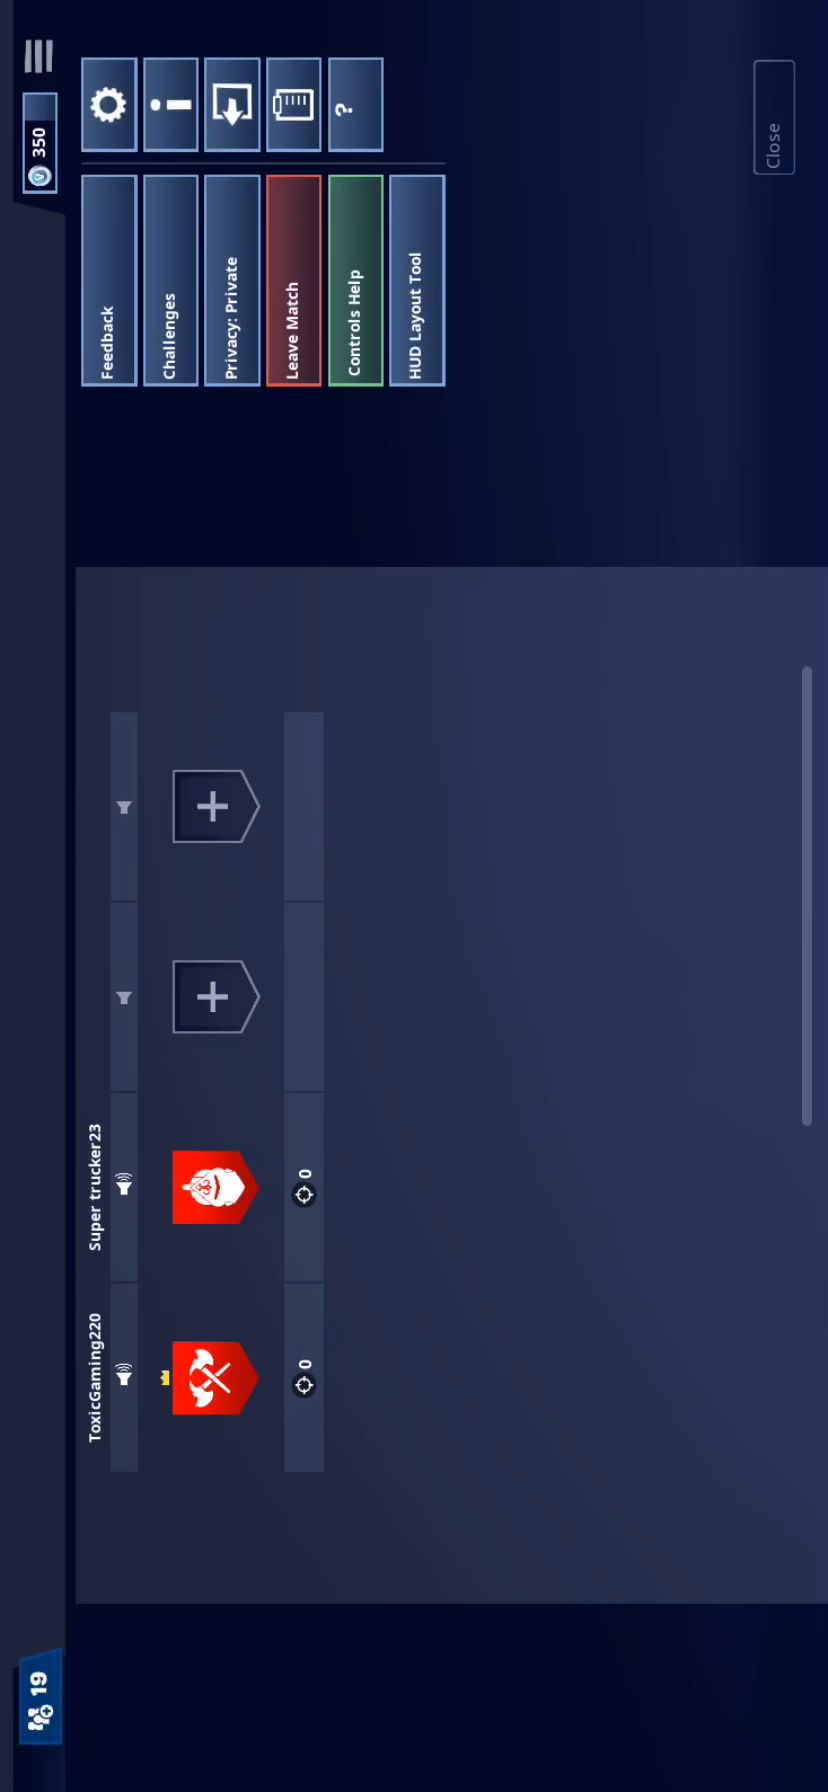 19
350
ToxicGaming220
Super trucker23
0
0
Feedback
Challenges
Privacy: Private
Leave Match
Controls Help
?
HUD Layout Tool
Close